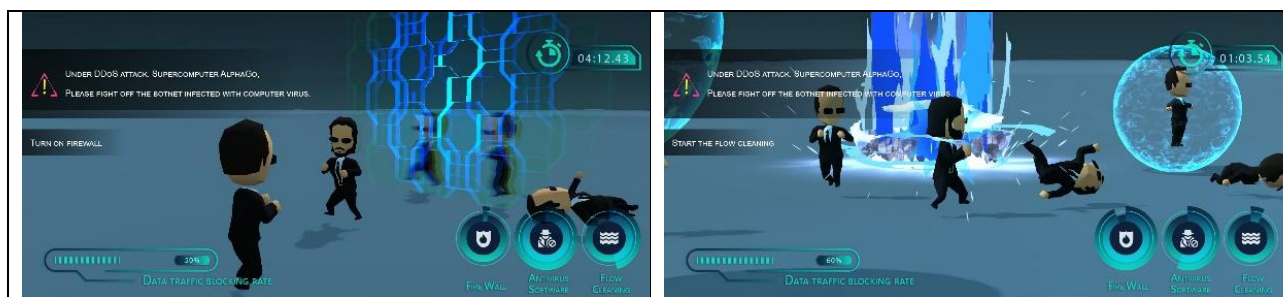 UNDER DDOS ATTACK. SUPERCOMPUTER ALPHAGO,
PLEASE FIGHT OFF THE BOTNET INFECTED WITH COMPUTER VIRUS.
04:12.43
TURN ON FIREWALL
50%
DATA TRAFFIC BLOCKING RATE
FIRE WALL
ANTIVIRUS
SOFTWARE
FLOW
CLEANING
UNDER DDOS ATTACK. SUPERCOMPUTER ALPHAGO,
PLEASE FIGHT OFF THE BOTNET INFECTED WITH COMPUTER VIRUS.
01:03.54
START THE FLOW CLEANING
60%
DATA TRAFFIC BLOCKING RATE
FIRE WALL
ANTIVIRUS
SOFTWARE
FLOW
CLEANING